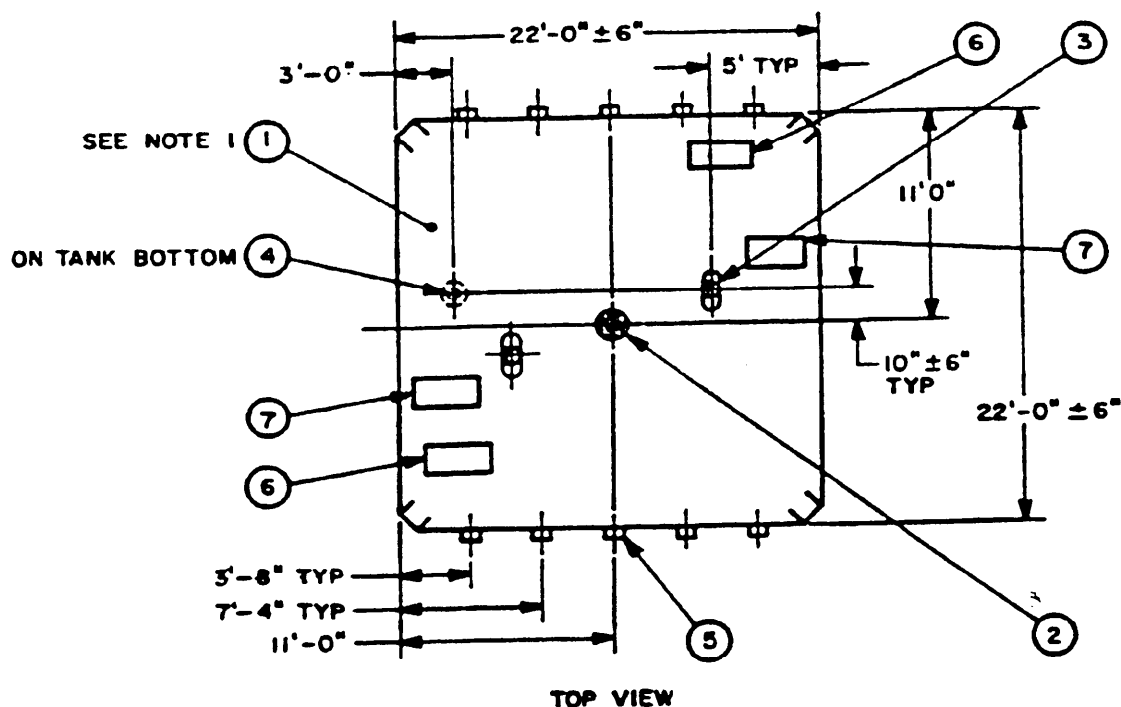 22'-0" ±6"
3'-0"
5' TYP
6
3
SEE NOTE 1 1
11'0"
ON TANK BOTTOM 4
7
10" ±6"
TYP
7
22'-0" ±6"
6
3'-8" TYP
7'-4" TYP
11'-0"
5
2
TOP VIEW